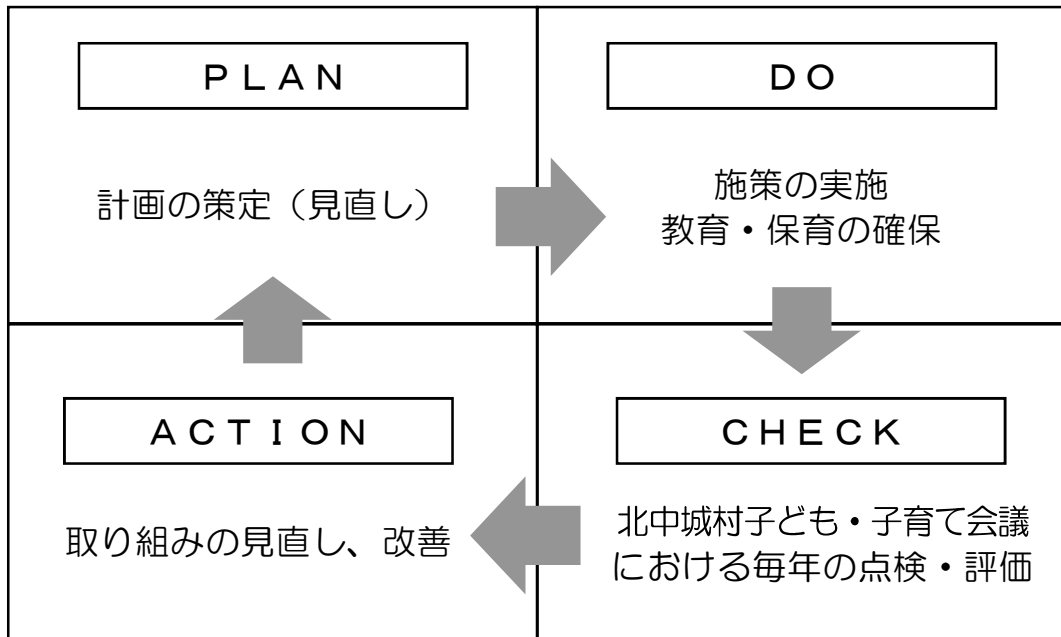 ＰＬＡＮ
計画の策定（見直し）
ＤＯ
施策の実施
教育・保育の確保
ＡＣＴＩＯＮ
取り組みの見直し、改善
ＣＨＥＣＫ
北中城村子ども・子育て会議
における毎年の点検・評価